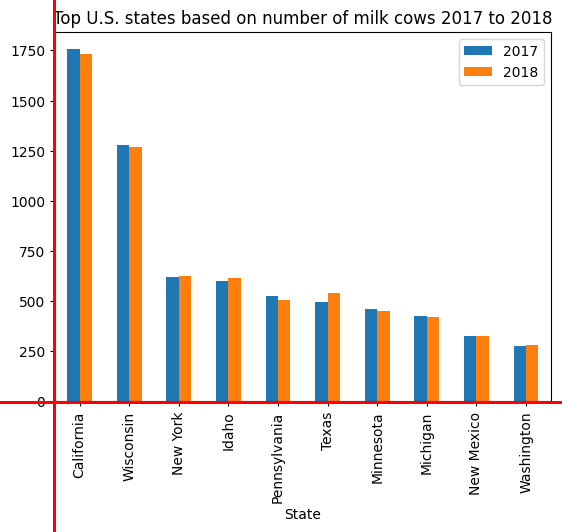 Top U.S. states based on number of milk cows 2017 to 2018
2017
2018
1750
1500
1250
1000
750
500
250
0
California
Wisconsin
New York
Idaho
Pennsylvania
Texas
Minnesota
Michigan
New Mexico
Washington
State